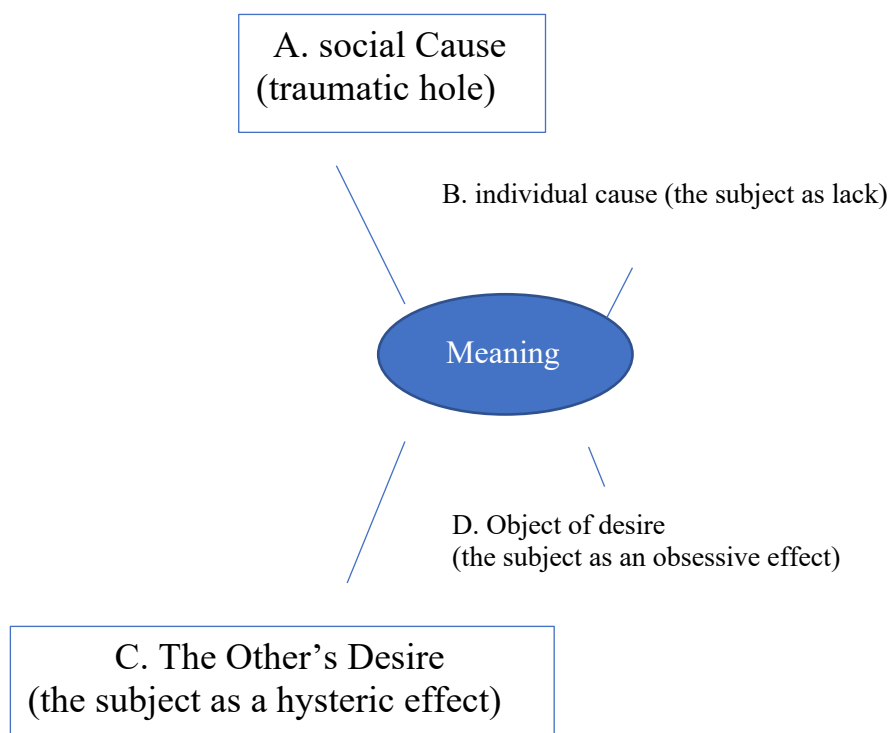 A. social Cause
(traumatic hole)
B. individual cause (the subject as lack)
Meaning
D. Object of desire
(the subject as an obsessive effect)
C. The Other’s Desire
(the subject as a hysteric effect)